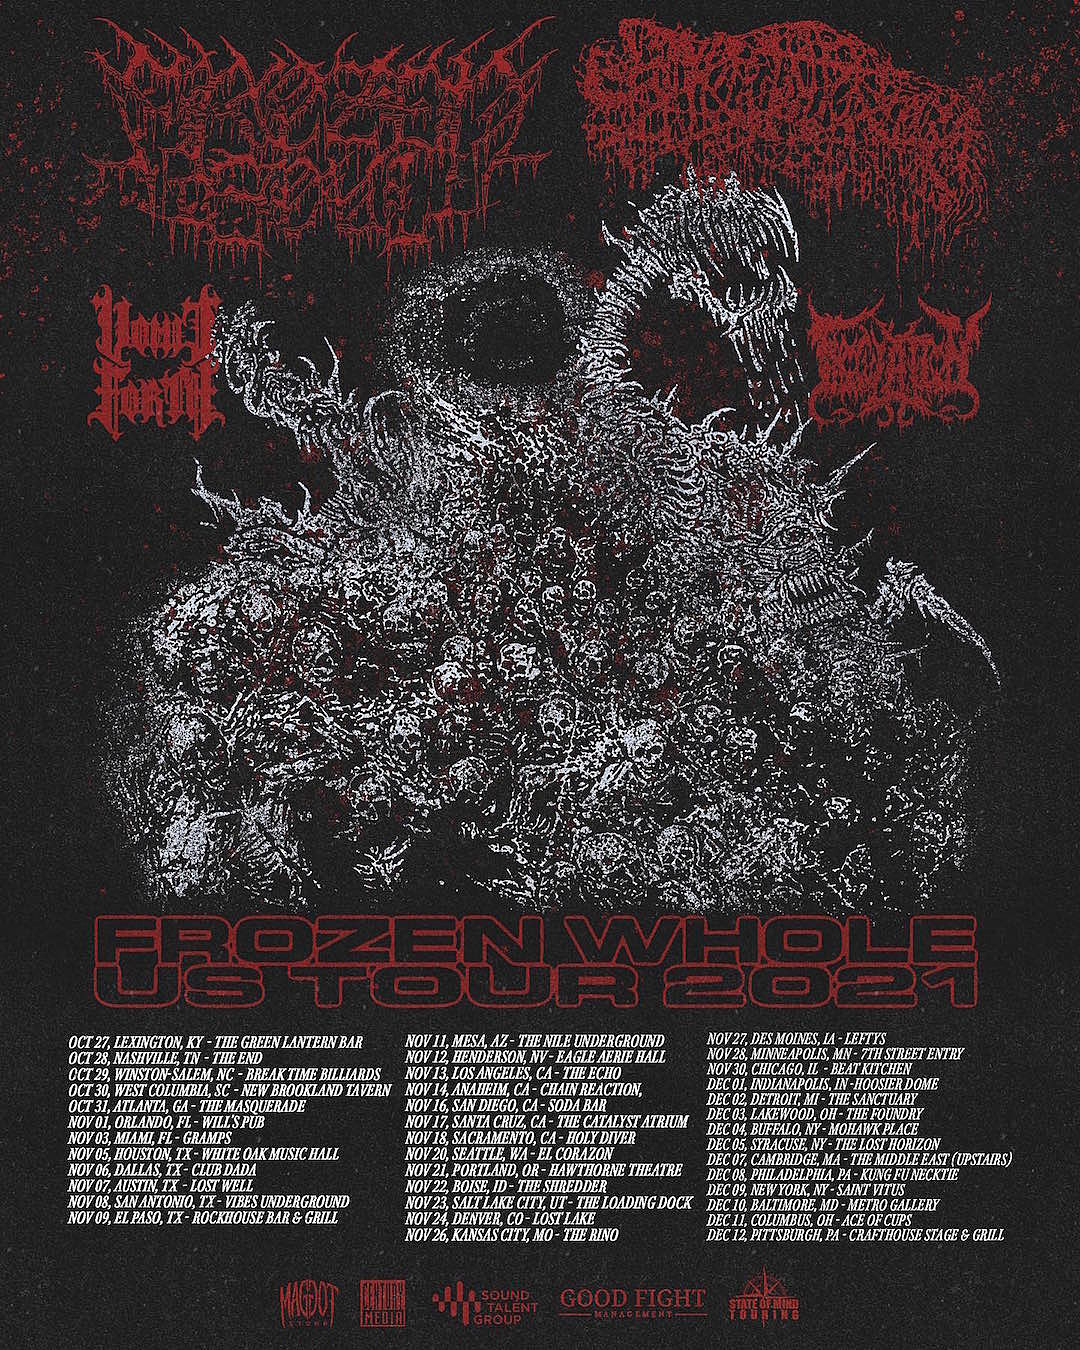 FROZEN
SOUL
VOMIT
FORTH
FROZEN WHOLE
US TOUR 2021
OCT 27, LEXINGTON, KY - THE GREEN LANTERN BAR
OCT 28, NASHVILLE, TN - THE END
OCT 29, WINSTON-SALEM, NC - BREAK TIME BILLIARDS
OCT 30, WEST COLUMBIA, SC - NEW BROOKLAND TAVERN
OCT 31, ATLANTA, GA - THE MASQUERADE
NOV 01, ORLANDO, FL - WILL'S PUB
NOV 03, MIAMI, FL - GRAMPS
NOV 05, HOUSTON, TX - WHITE OAK MUSIC HALL
NOV 06, DALLAS, TX - CLUB DADA
NOV 07, AUSTIN, TX - LOST WELL
NOV 08, SAN ANTONIO, TX - VIBES UNDERGROUND
NOV 09, EL PASO, TX - ROCKHOUSE BAR & GRILL
NOV 11, MESA, AZ - THE NILE UNDERGROUND
NOV 12, HENDERSON, NV - EAGLE AERIE HALL
NOV 13, LOS ANGELES, CA - THE ECHO
NOV 14, ANAHEIM, CA - CHAIN REACTION,
NOV 16, SAN DIEGO, CA - SODA BAR
NOV 17, SANTA CRUZ, CA - THE CATALYST ATRIUM
NOV 18, SACRAMENTO, CA - HOLY DIVER
NOV 20, SEATTLE, WA - EL CORAZON
NOV 21, PORTLAND, OR - HAWTHORNE THEATRE
NOV 22, BOISE, ID - THE SHREDDER
NOV 23, SALT LAKE CITY, UT - THE LOADING DOCK
NOV 24, DENVER, CO - LOST LAKE
NOV 26, KANSAS CITY, MO - THE RINO
NOV 27, DES MOINES, IA - LEFTYS
NOV 28, MINNEAPOLIS, MN - 7TH STREET ENTRY
NOV 30, CHICAGO, IL - BEAT KITCHEN
DEC 01, INDIANAPOLIS, IN - HOOSIER DOME
DEC 02, DETROIT, MI - THE SANCTUARY
DEC 03, LAKEWOOD, OH - THE FOUNDRY
DEC 04, BUFFALO, NY - MOHAWK PLACE
DEC 05, SYRACUSE, NY - THE LOST HORIZON
DEC 07, CAMBRIDGE, MA - THE MIDDLE EAST (UPSTAIRS)
DEC 08, PHILADELPHIA, PA - KUNG FU NECKTIE
DEC 09, NEW YORK, NY - SAINT VITUS
DEC 10, BALTIMORE, MD - METRO GALLERY
DEC 11, COLUMBUS, OH - ACE OF CUPS
DEC 12, PITTSBURGH, PA - CRAFTHOUSE STAGE & GRILL
MAGGOT
STOMP
CENTURY
MEDIA
SOUND
TALENT
GROUP
GOOD FIGHT
MANAGEMENT
STATE OF MIND
TOURING